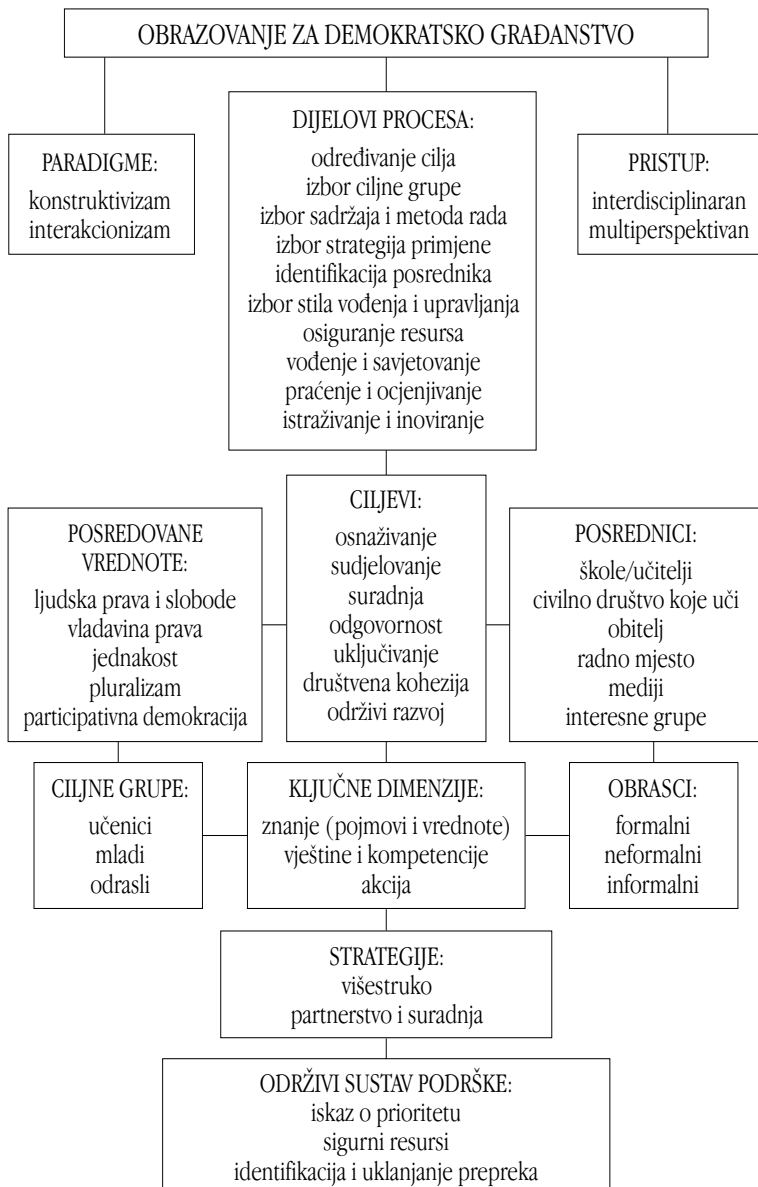 OBRAZOVANJE ZA DEMOKRATSKO GRAĐANSTVO
PARADIGME:
konstruktivizam
interakcionizam
DIJELOVI PROCESA:
određivanje cilja
izbor ciljne grupe
izbor sadržaja i metoda rada
izbor strategija primjene
identifikacija posrednika
izbor stila vođenja i upravljanja
osiguranje resursa
vođenje i savjetovanje
praćenje i ocjenjivanje
istraživanje i inoviranje
PRISTUP:
interdisciplinaran
multiperspektivan
POSREDOVANE
VREDNOTE:
ljudska prava i slobode
vladavina prava
jednakost
pluralizam
participativna demokracija
CILJEVI:
osnaživanje
sudjelovanje
suradnja
odgovornost
uključivanje
društvena kohezija
održivi razvoj
POSREDNICI:
škole/učitelji
civilno društvo koje uči
obitelj
radno mjesto
mediji
interesne grupe
CILJNE GRUPE:
učenici
mladi
odrasli
KLJUČNE DIMENZIJE:
znanje (pojmovi i vrednote)
vještine i kompetencije
akcija
OBRASCI:
formalni
neformalni
informalni
STRATEGIJE:
višestruko
partnerstvo i suradnja
ODRŽIVI SUSTAV PODRŠKE:
iskaz o prioritetu
sigurni resursi
identifikacija i uklanjanje prepreka